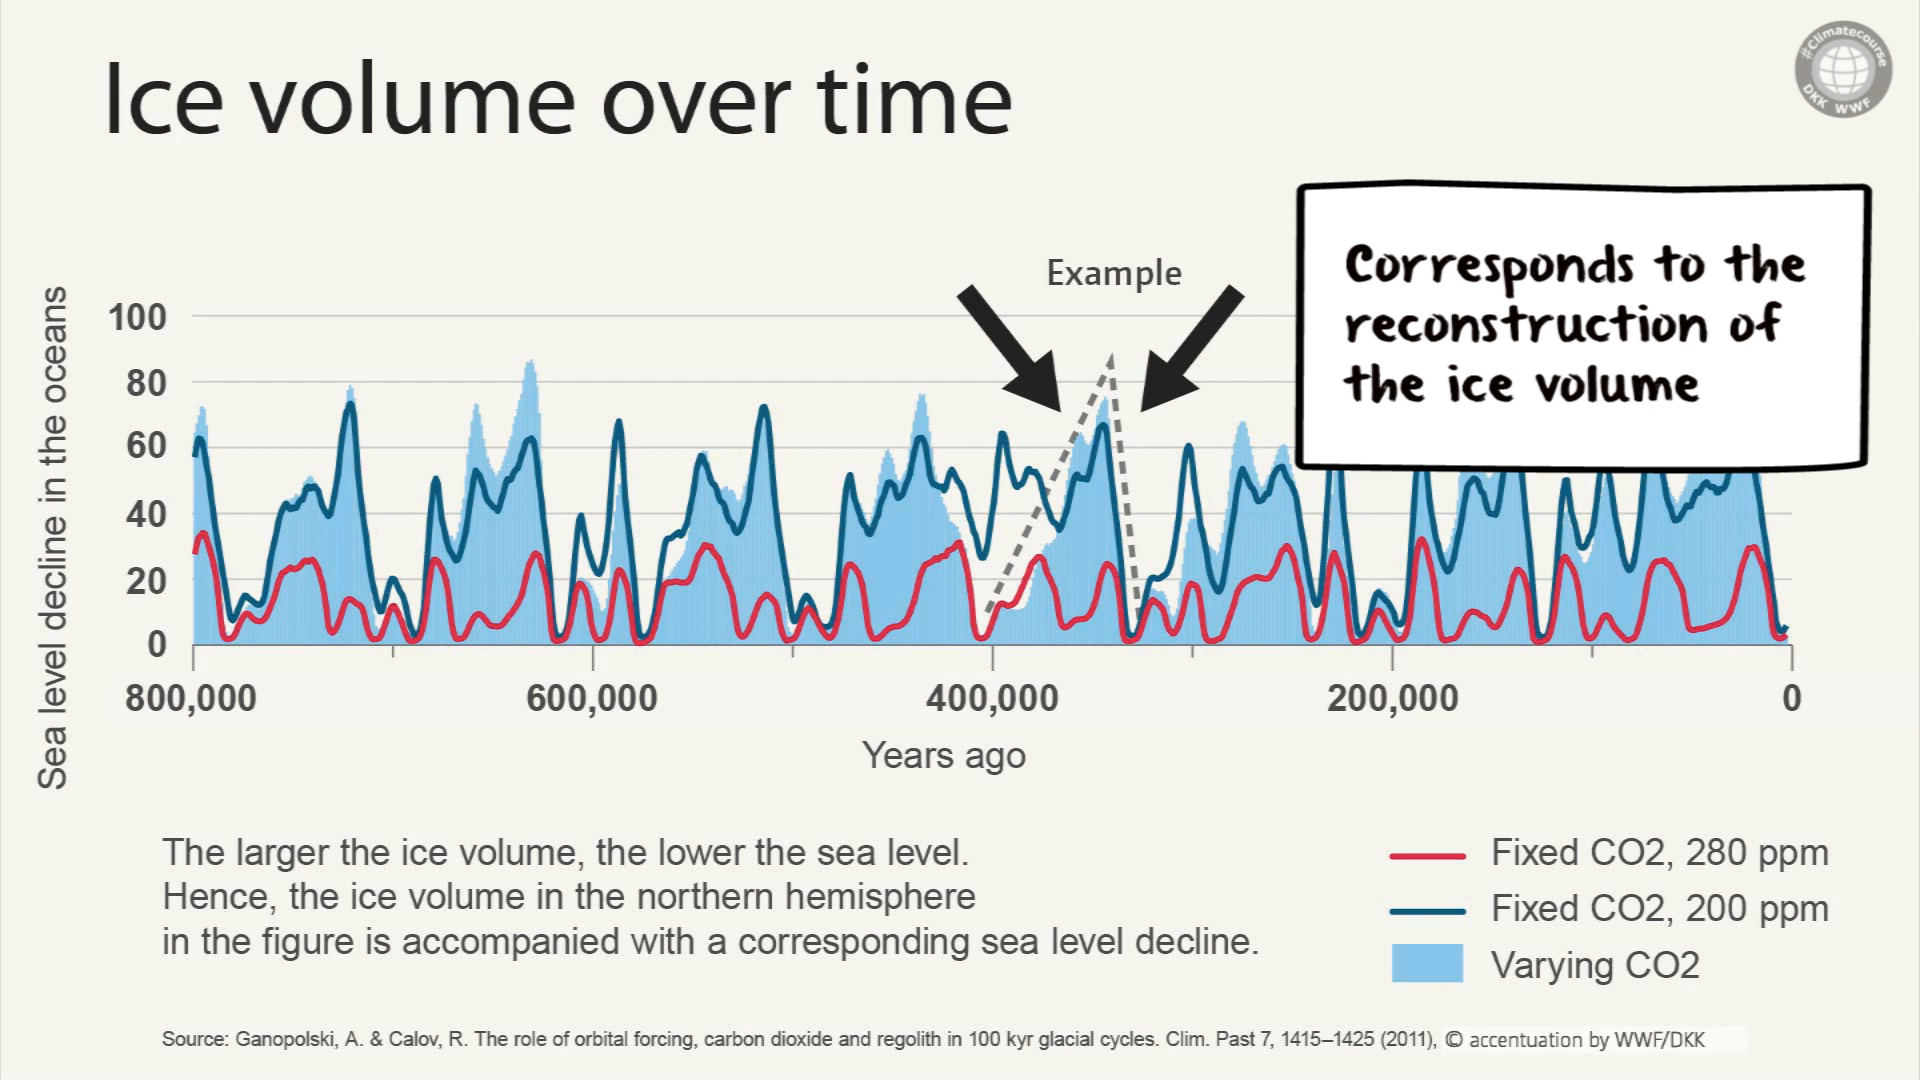 Ice volume over time
#Climatecourse
DKK WWF
Corresponds to the
reconstruction of
the ice volume
Example
Sea level decline in the oceans
100
80
60
40
20
0
800,000
600,000
400,000
200,000
0
Years ago
The larger the ice volume, the lower the sea level.
Hence, the ice volume in the northern hemisphere
in the figure is accompanied with a corresponding sea level decline.
Fixed CO2, 280 ppm
Fixed CO2, 200 ppm
Varying CO2
Source: Ganopolski, A. & Calov, R. The role of orbital forcing, carbon dioxide and regolith in 100 kyr glacial cycles. Clim. Past 7, 1415–1425 (2011), © accentuation by WWF/DKK